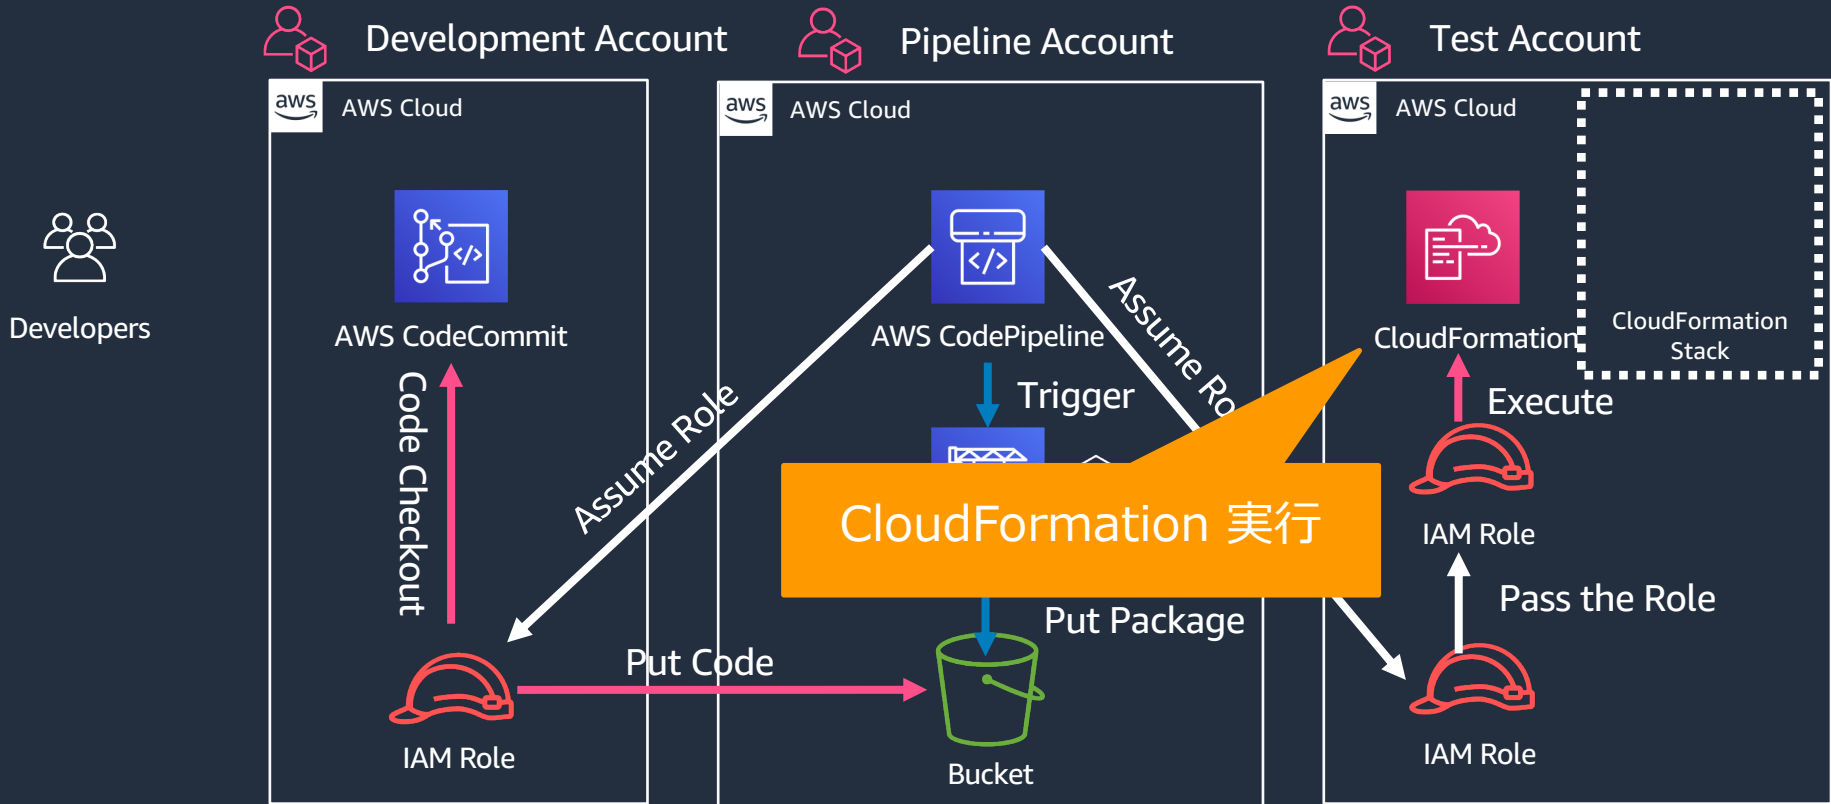 Development Account
Pipeline Account
Test Account
aws
AWS Cloud
aws
AWS Cloud
aws
AWS Cloud
Developers
AWS CodeCommit
AWS CodePipeline
CloudFormation
CloudFormation
Stack
Assume Role
Assume
Trigger
Execute
Code Checkout
CloudFormation 実行
IAM Role
Pass the Role
Put Package
Put Code
IAM Role
Bucket
IAM Role